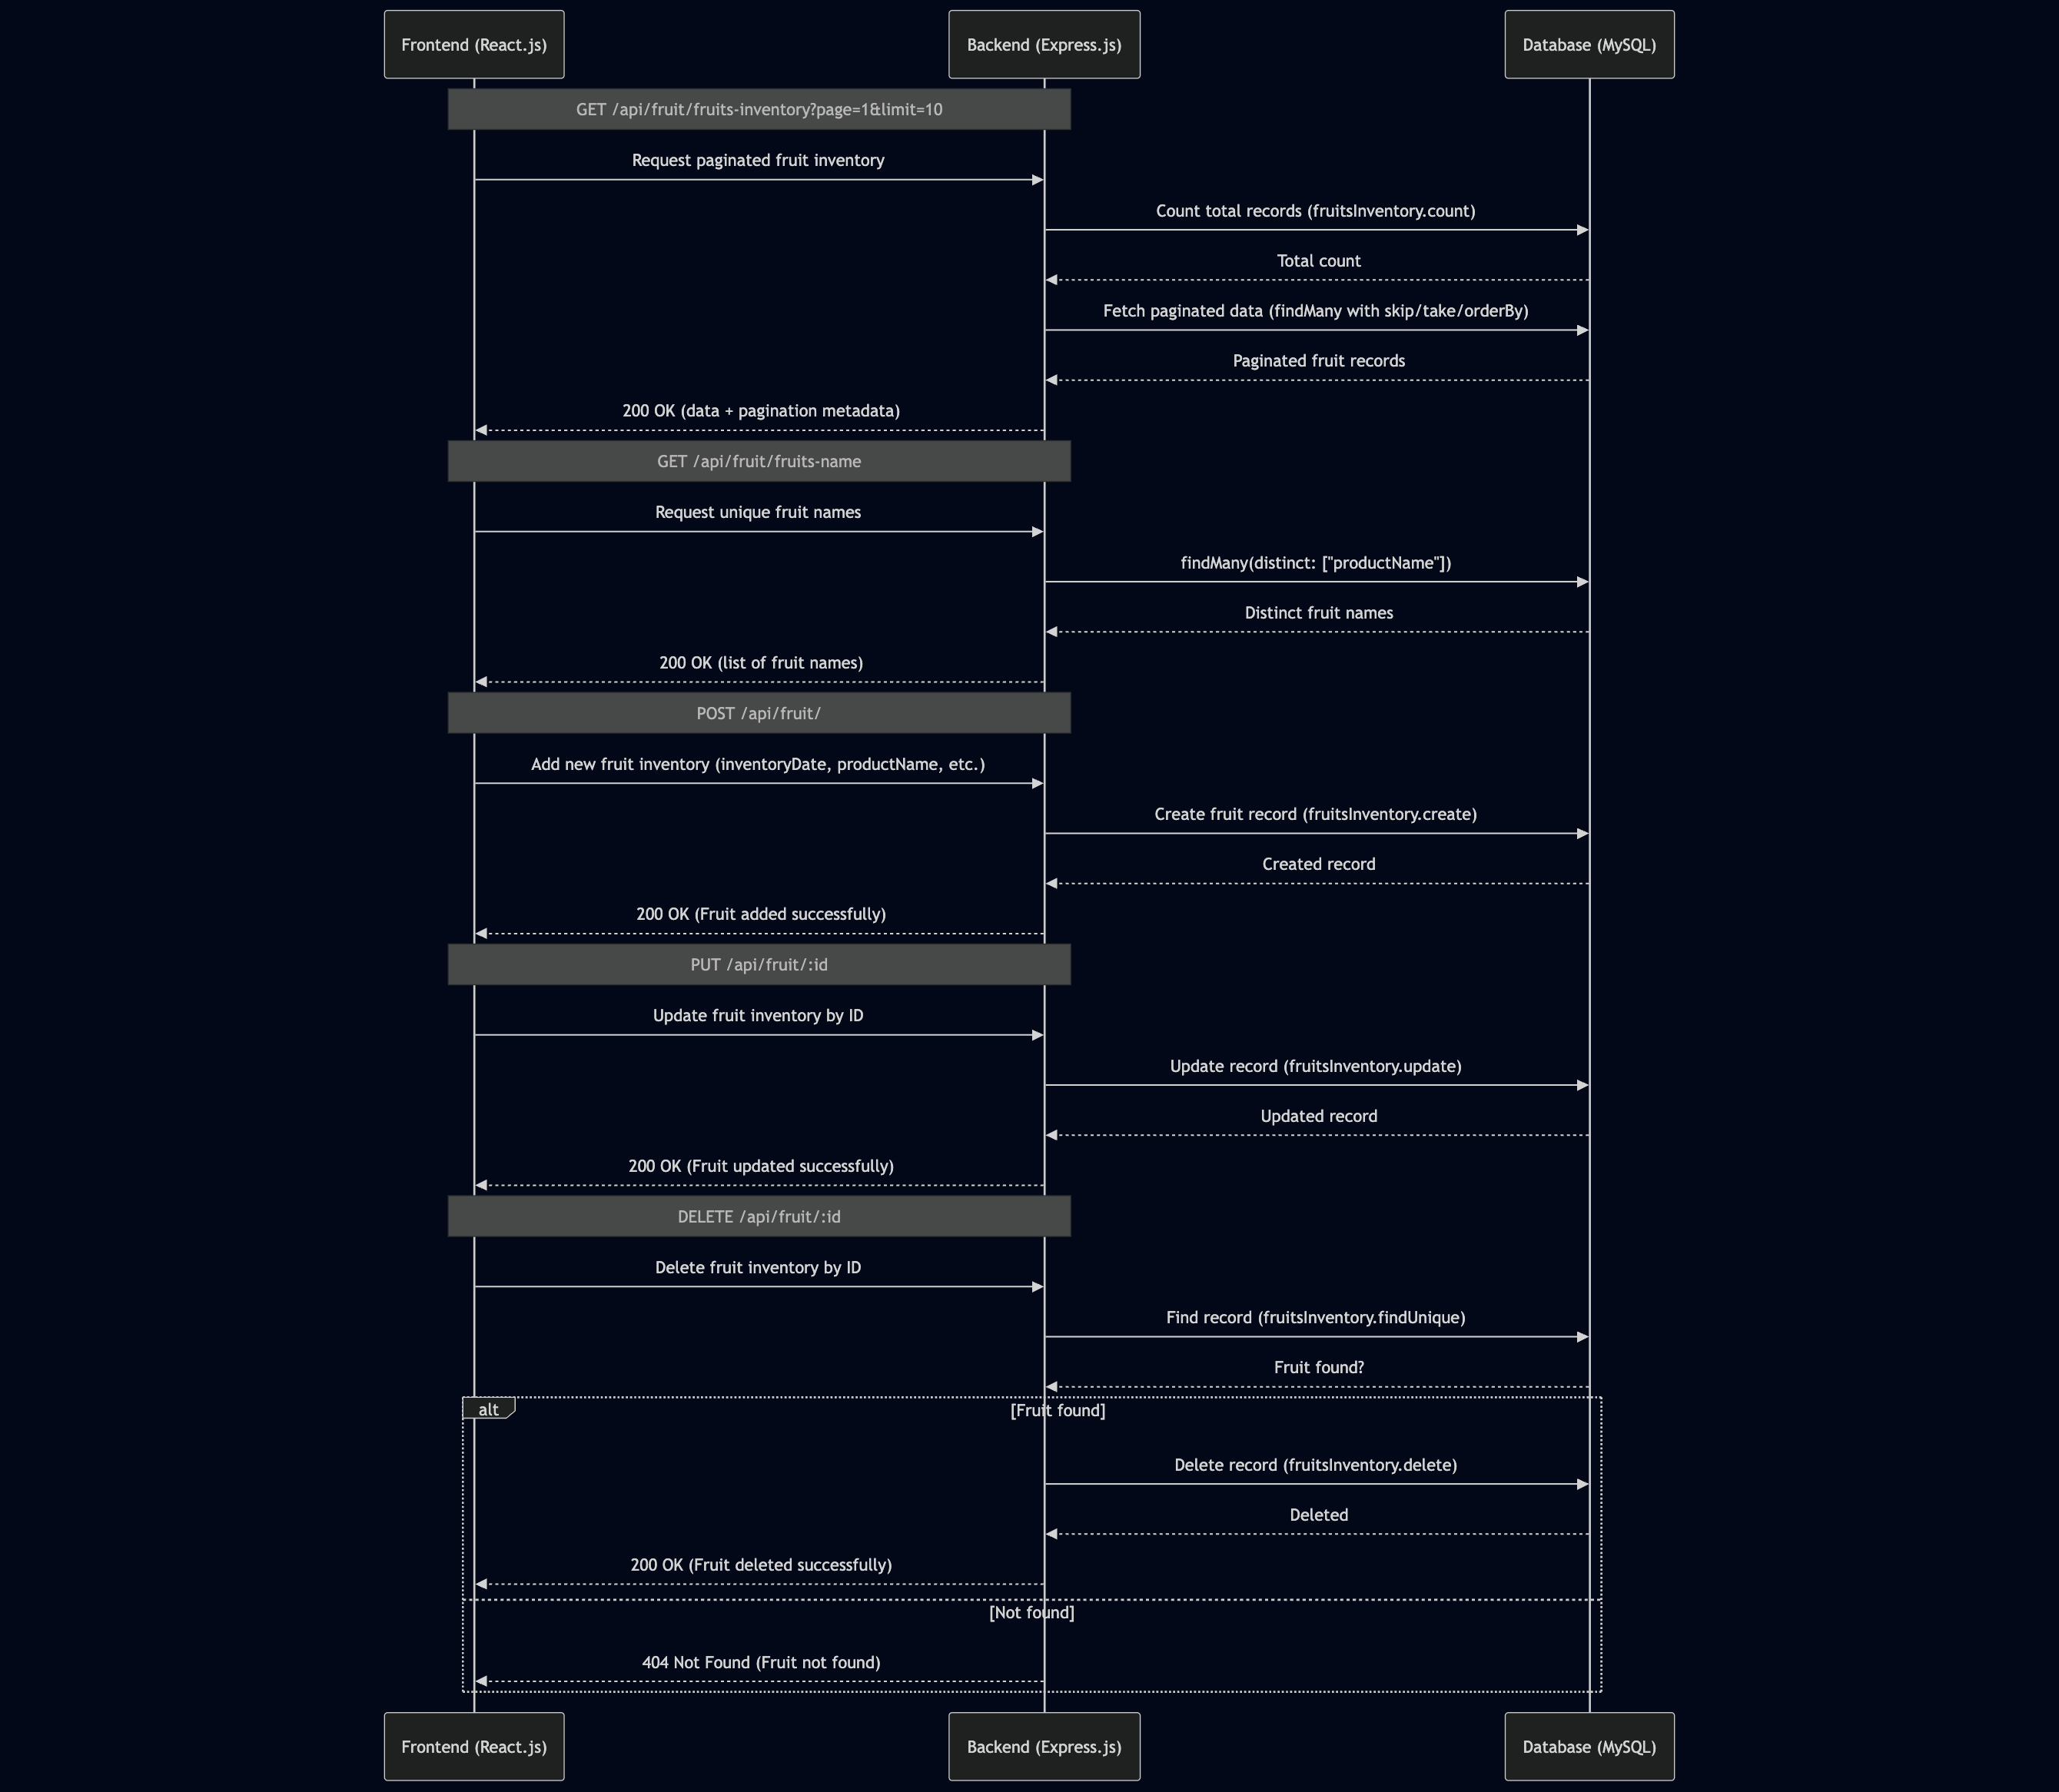 Frontend (React.js)
Backend (Express.js)
Database (MySQL)
GET /api/fruit/fruits-inventory?page=1&limit=10
Request paginated fruit inventory
Count total records (fruitsInventory.count)
Total count
Fetch paginated data (findMany with skip/take/orderBy)
Paginated fruit records
200 OK (data + pagination metadata)
GET /api/fruit/fruits-name
Request unique fruit names
findMany(distinct: ["productName"])
Distinct fruit names
200 OK (list of fruit names)
POST /api/fruit/
Add new fruit inventory (inventoryDate, productName, etc.)
Create fruit record (fruitsInventory.create)
Created record
200 OK (Fruit added successfully)
PUT /api/fruit/:id
Update fruit inventory by ID
Update record (fruitsInventory.update)
Updated record
200 OK (Fruit updated successfully)
DELETE /api/fruit/:id
Delete fruit inventory by ID
Find record (fruitsInventory.findUnique)
Fruit found?
alt
[Fruit found]
Delete record (fruitsInventory.delete)
Deleted
200 OK (Fruit deleted successfully)
[Not found]
404 Not Found (Fruit not found)
Frontend (React.js)
Backend (Express.js)
Database (MySQL)